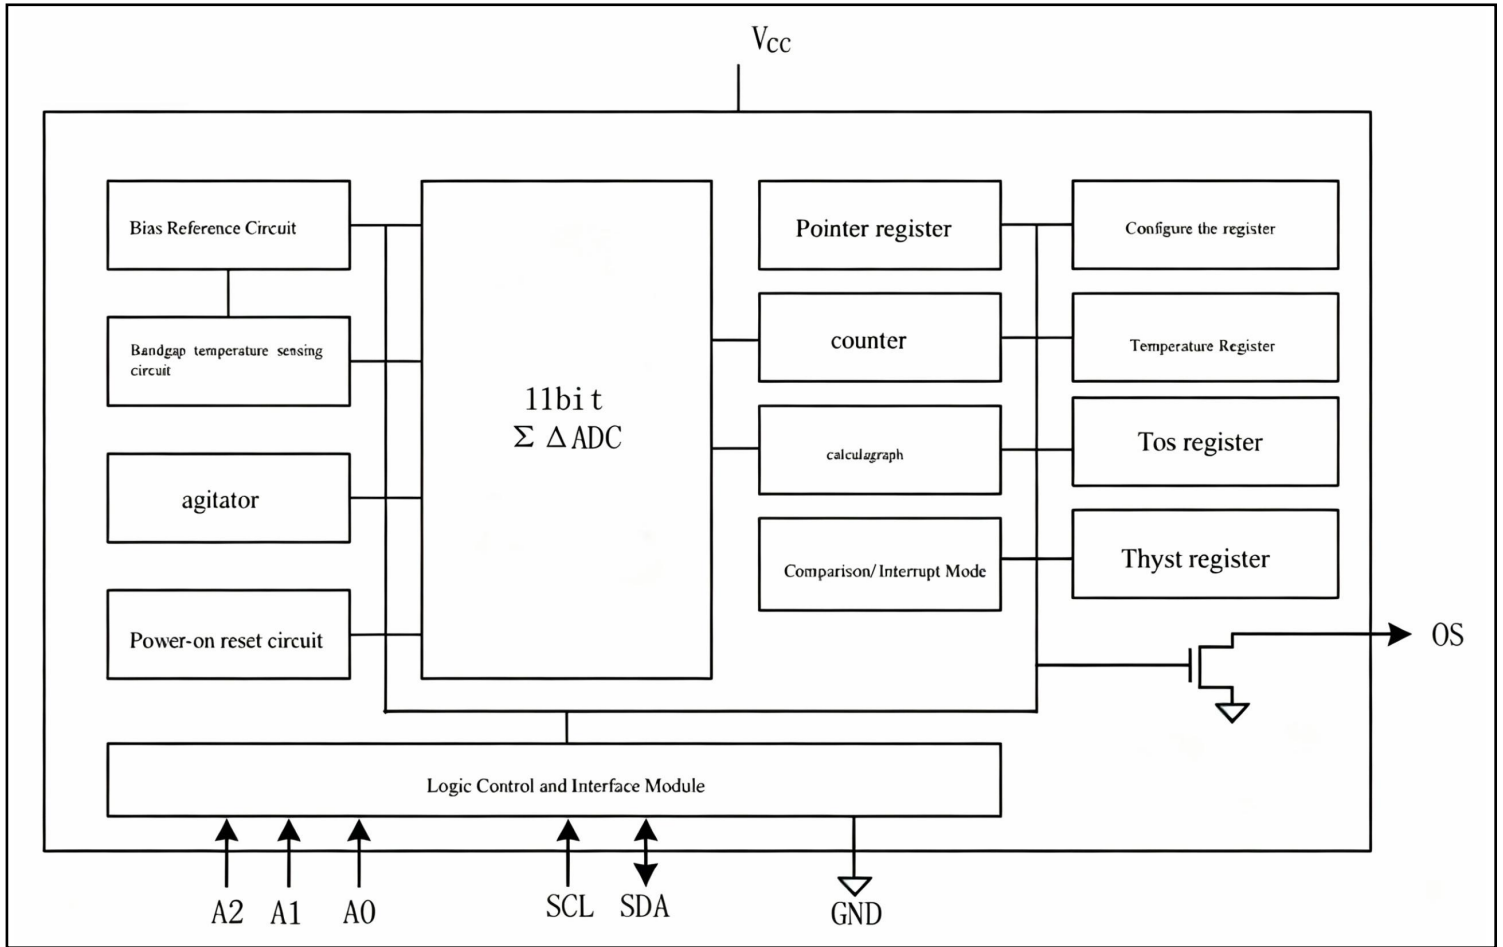 Vcc
Bias Reference Circuit
Pointer register
Configure the register
Bandgap temperature sensing
circuit
counter
Temperature Register
11bit
Σ ΔADC
calculagraph
Tos register
agitator
Comparison/Interrupt Mode
Thyst register
Power-on reset circuit
OS
Logic Control and Interface Module
A2 A1 A0 SCL SDA GND